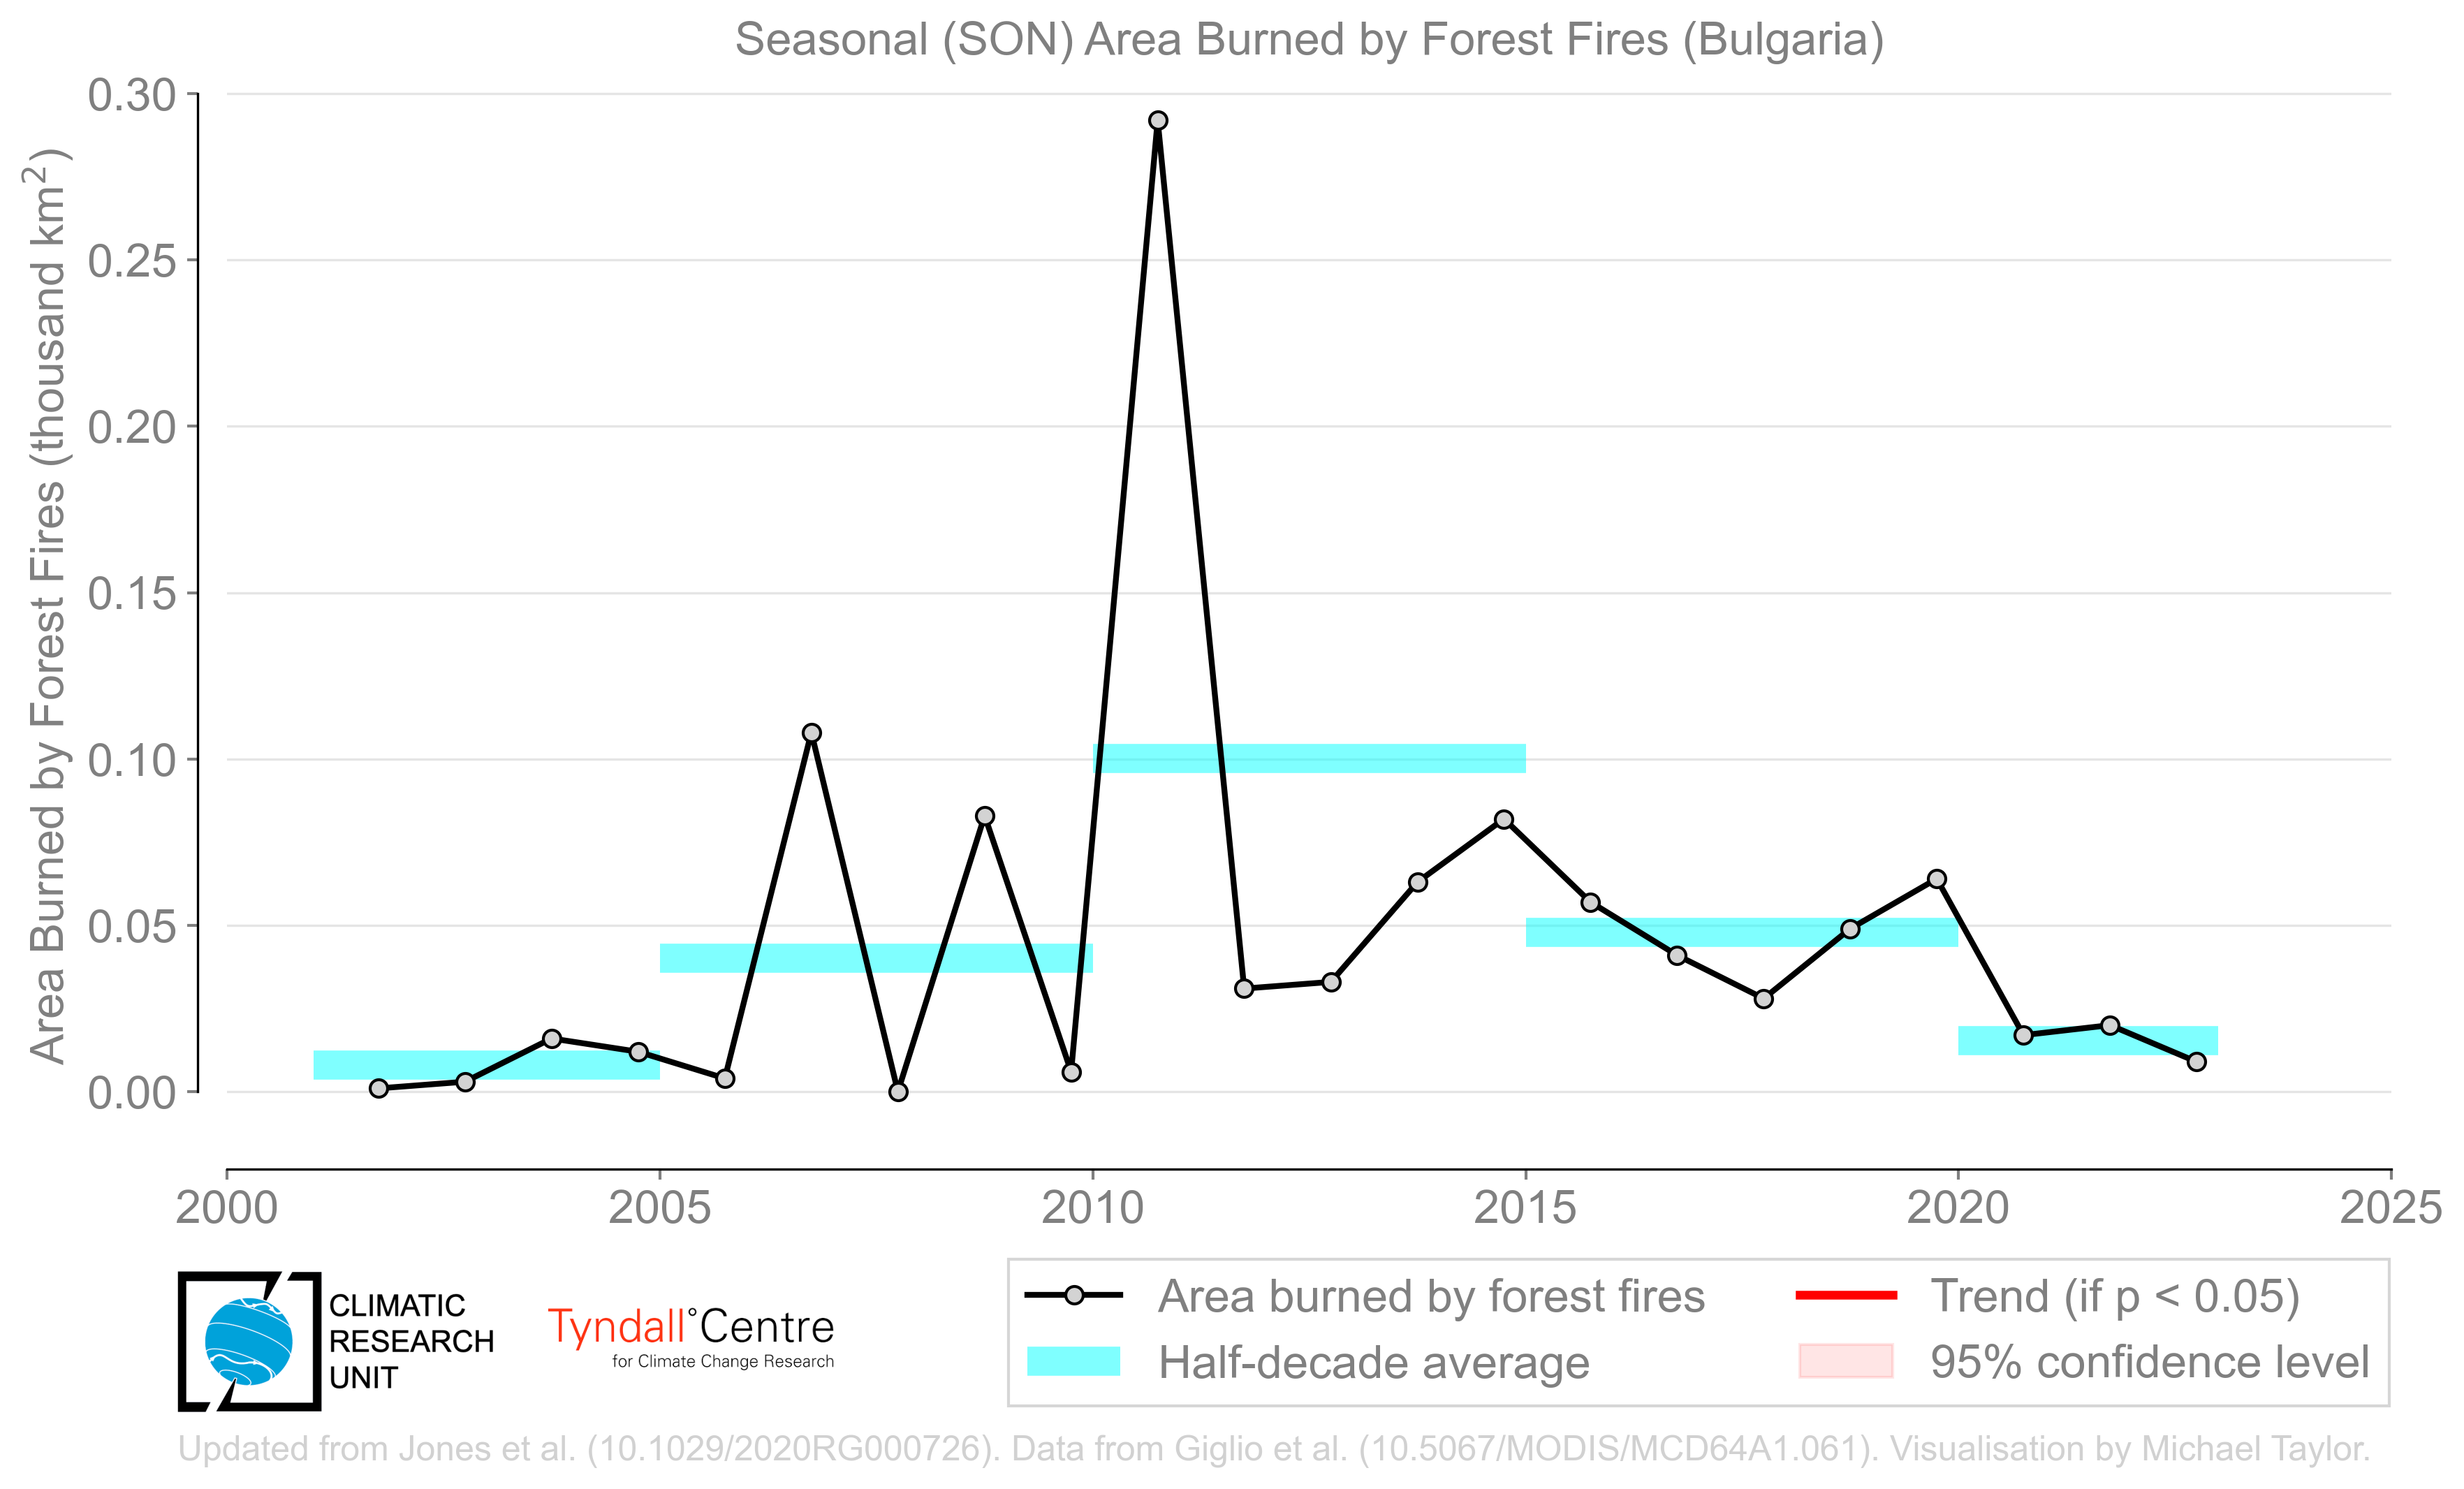 Seasonal (SON) Area Burned by Forest Fires (Bulgaria)
Area Burned by Forest Fires (thousand km²)
0.30
0.25
0.20
0.15
0.10
0.05
0.00
2000 2005 2010 2015 2020 2025
CLIMATIC
RESEARCH
UNIT
Tyndall°Centre
for Climate Change Research
Area burned by forest fires
Half-decade average
Trend (if p < 0.05)
95% confidence level
Updated from Jones et al. (10.1029/2020RG000726). Data from Giglio et al. (10.5067/MODIS/MCD64A1.061). Visualisation by Michael Taylor.